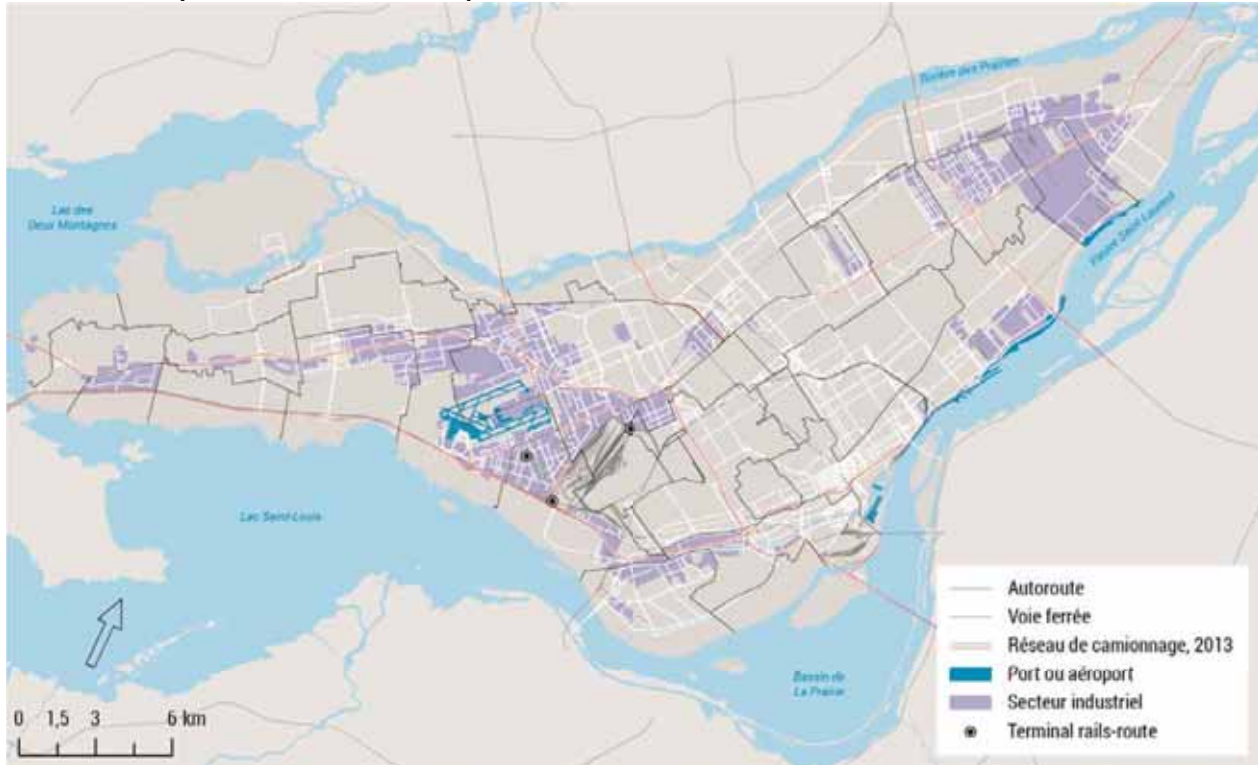 Rivière des Prairies
Lac des
Deux Montagnes
Fleuve Saint-Laurent
Lac Saint-Louis
Bassin de
La Prairie
0 1,5 3 6 km
Autoroute
Voie ferrée
Réseau de camionnage, 2013
Port ou aéroport
Secteur industriel
Terminal rails-route